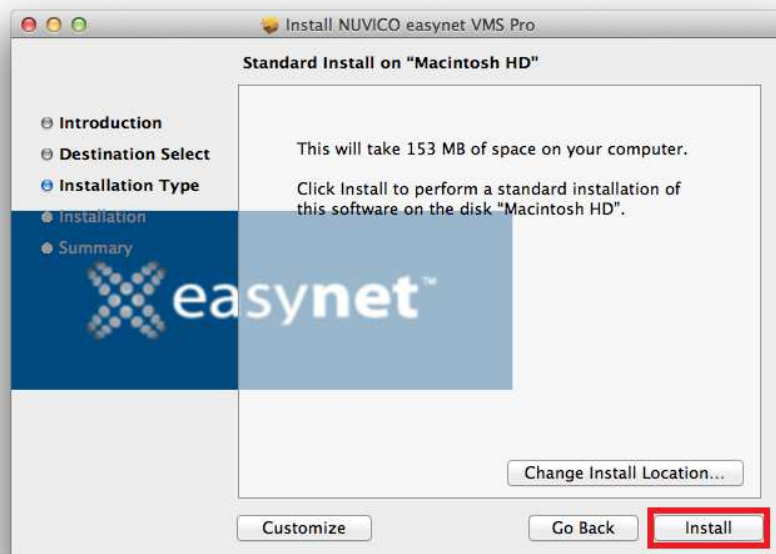 Install NUVICO easynet VMS Pro
Standard Install on “Macintosh HD”
Introduction
Destination Select
Installation Type
Installation
Summary
This will take 153 MB of space on your computer.
Click Install to perform a standard installation of
this software on the disk “Macintosh HD”.
easynet™
Change Install Location...
Customize
Go Back
Install